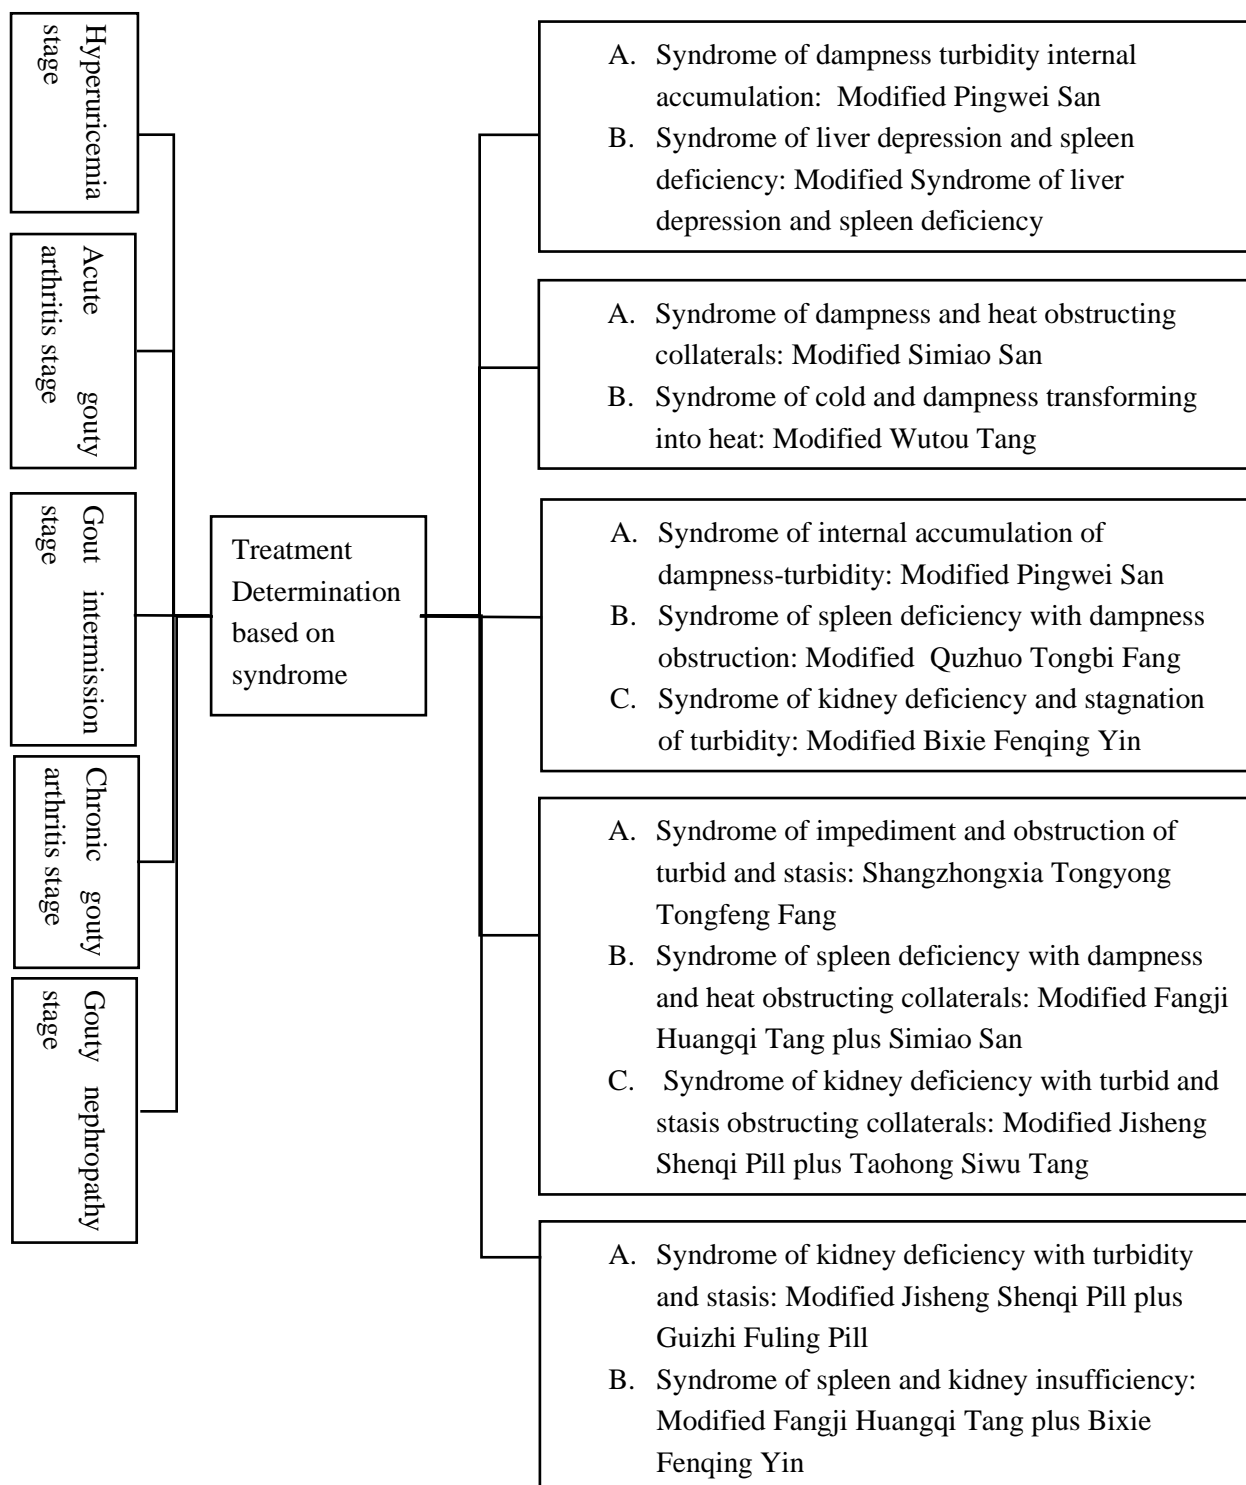 Hyperuricemia
stage
Acute gouty
arthritis stage
Gout intermission
stage
Chronic gouty
arthritis stage
Gouty nephropathy
stage
Treatment
Determination
based on
syndrome
A. Syndrome of dampness turbidity internal
accumulation: Modified Pingwei San
B. Syndrome of liver depression and spleen
deficiency: Modified Syndrome of liver
depression and spleen deficiency
A. Syndrome of dampness and heat obstructing
collaterals: Modified Simiao San
B. Syndrome of cold and dampness transforming
into heat: Modified Wutou Tang
A. Syndrome of internal accumulation of
dampness-turbidity: Modified Pingwei San
B. Syndrome of spleen deficiency with dampness
obstruction: Modified Quzhuo Tongbi Fang
C. Syndrome of kidney deficiency and stagnation
of turbidity: Modified Bixie Fenqing Yin
A. Syndrome of impediment and obstruction of
turbid and stasis: Shangzhongxia Tongyong
Tongfeng Fang
B. Syndrome of spleen deficiency with dampness
and heat obstructing collaterals: Modified Fangji
Huangqi Tang plus Simiao San
C. Syndrome of kidney deficiency with turbid and
stasis obstructing collaterals: Modified Jisheng
Shenqi Pill plus Taohong Siwu Tang
A. Syndrome of kidney deficiency with turbidity
and stasis: Modified Jisheng Shenqi Pill plus
Guizhi Fuling Pill
B. Syndrome of spleen and kidney insufficiency:
Modified Fangji Huangqi Tang plus Bixie
Fenqing Yin